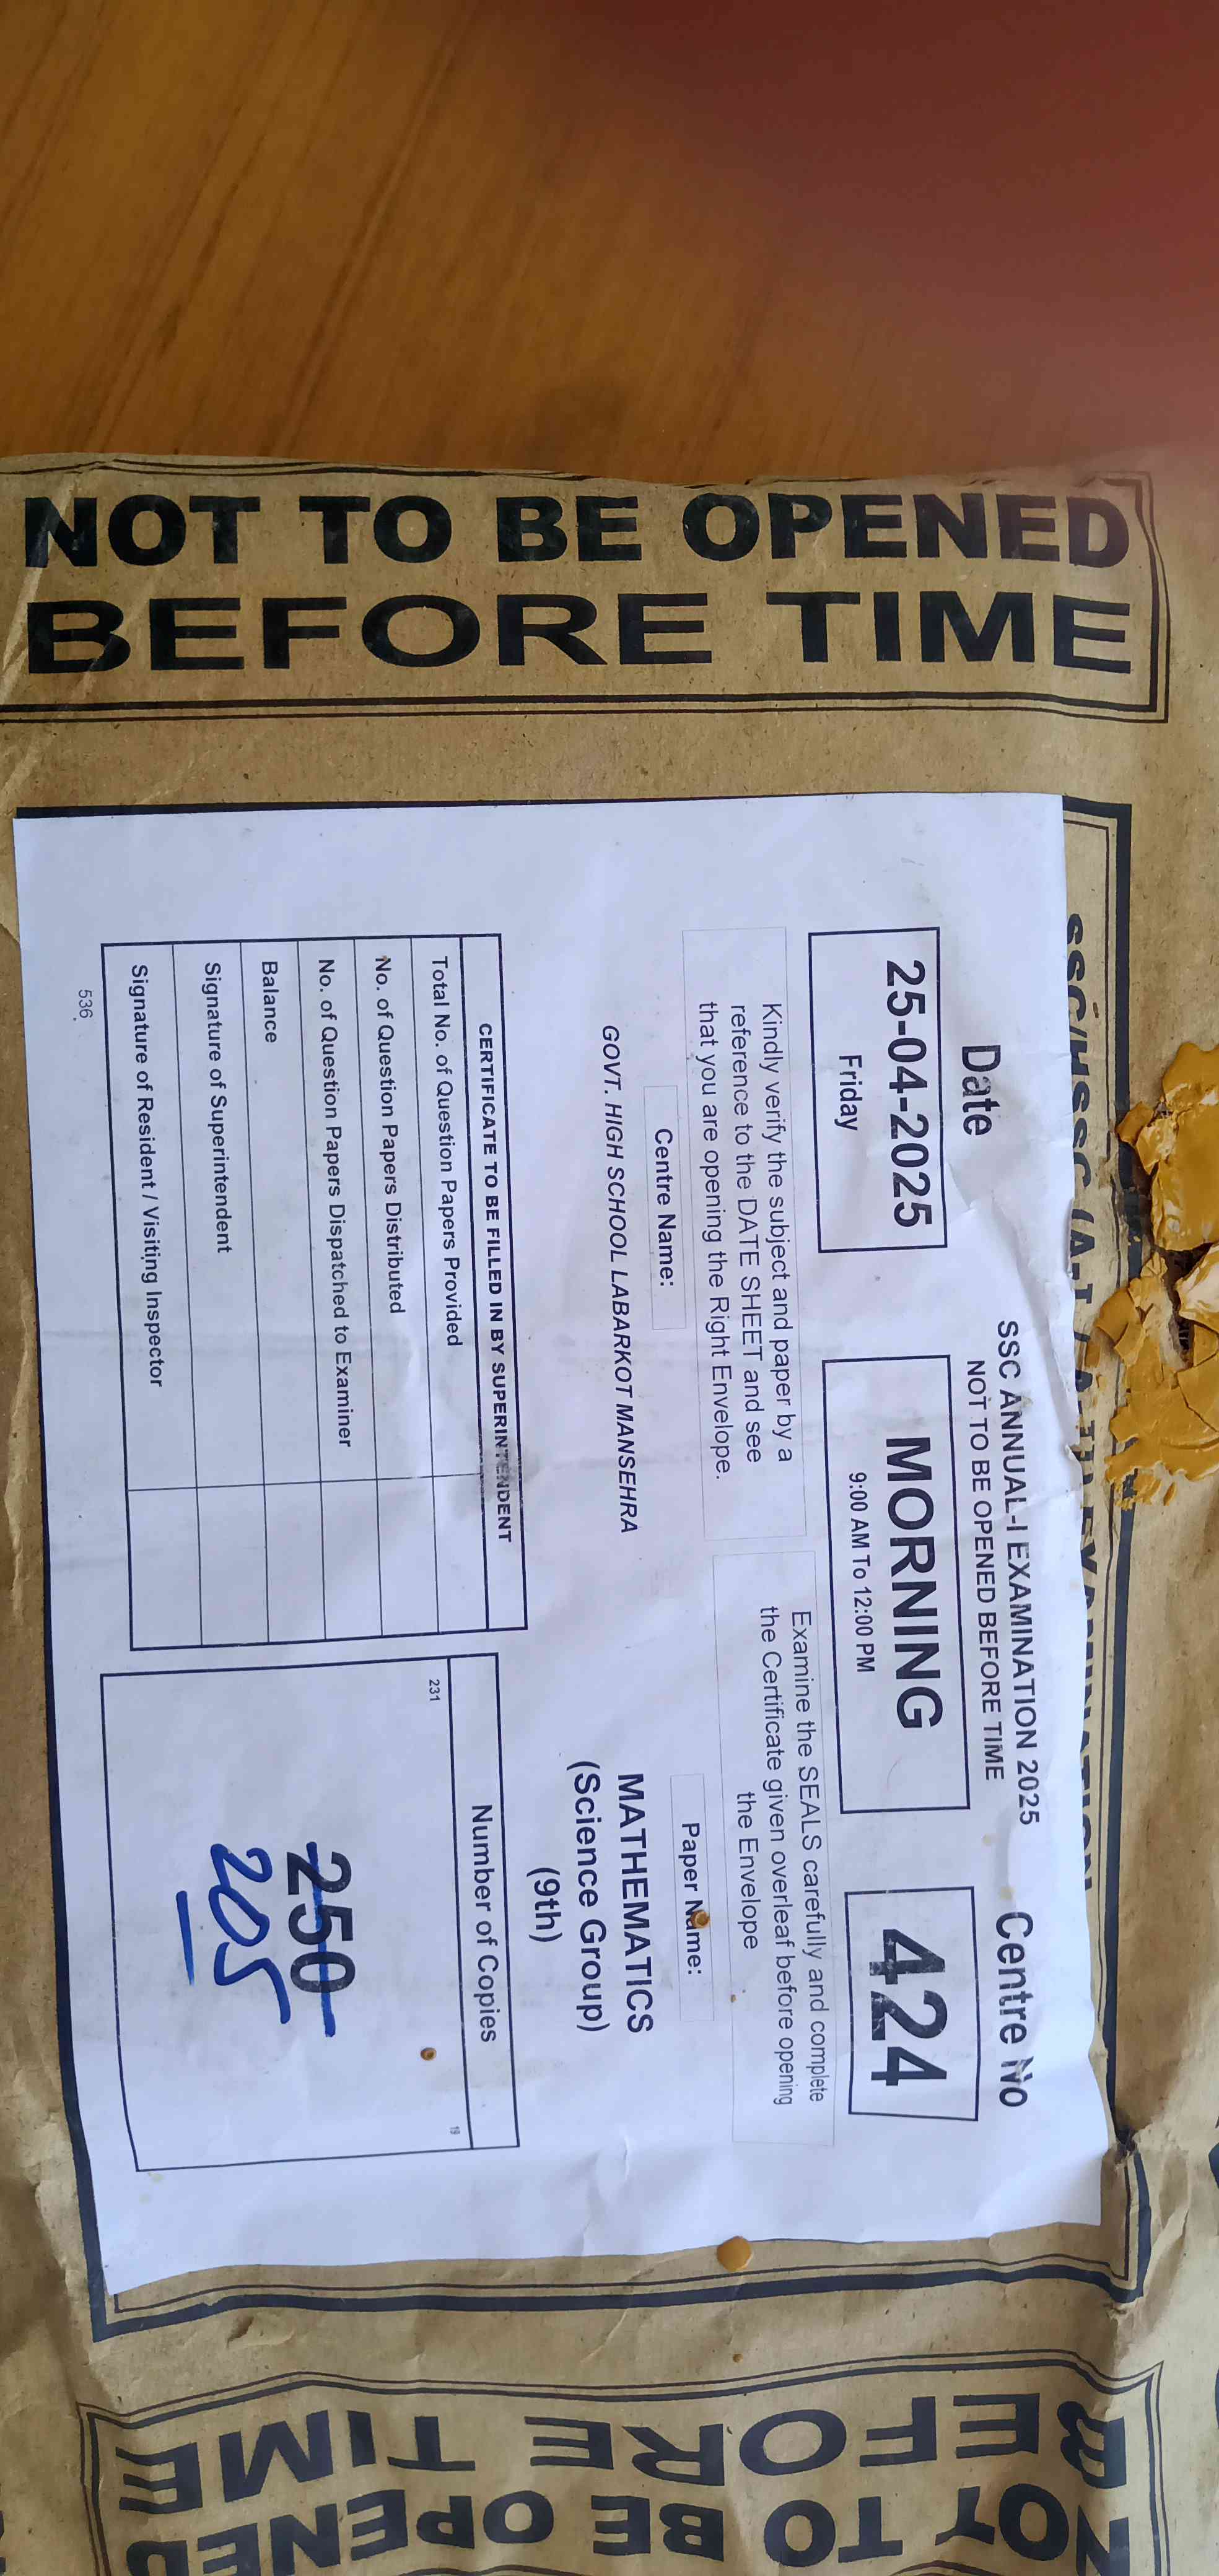 NOT TO BE OPENED
BEFORE TIME
SSC ANNUAL-I EXAMINATION 2025
NOT TO BE OPENED BEFORE TIME
Date
25-04-2025
Friday
MORNING
9:00 AM To 12:00 PM
Centre No
424
Kindly verify the subject and paper by a
reference to the DATE SHEET and see
that you are opening the Right Envelope.
Examine the SEALS carefully and complete
the Certificate given overleaf before opening
the Envelope
Centre Name:
GOVT. HIGH SCHOOL LABARKOT MANSEHRA
Paper Name:
MATHEMATICS
(Science Group)
(9th)
CERTIFICATE TO BE FILLED IN BY SUPERINTENDENT
Total No. of Question Papers Provided
No. of Question Papers Distributed
No. of Question Papers Dispatched to Examiner
Balance
Signature of Superintendent
Signature of Resident / Visiting Inspector
536
Number of Copies
231
19
250
205
NOT TO BE OPENED
BEFORE TIME